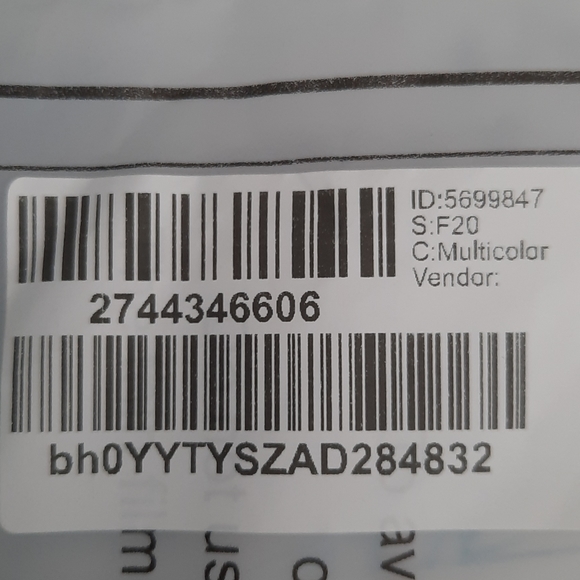 ID:5699847
S:F20
C:Multicolor
Vendor:
2744346606
bh0YYTYSZAD284832